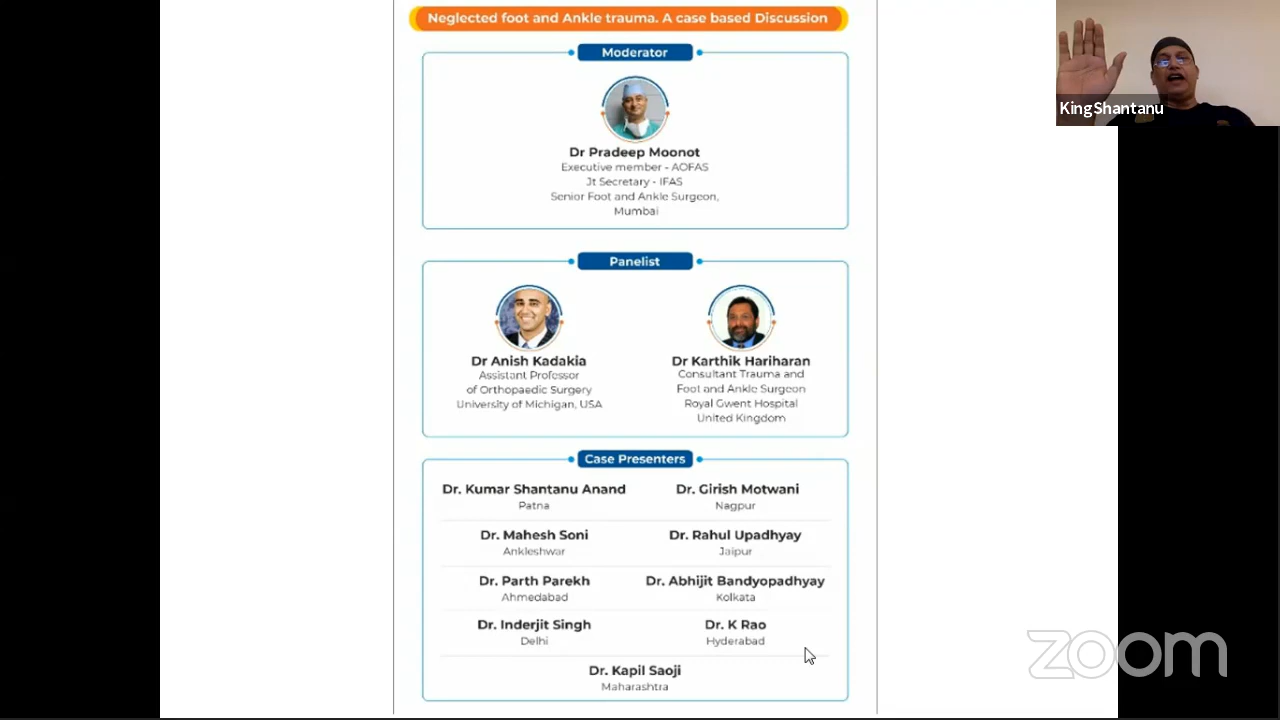 Neglected foot and Ankle trauma. A case based Discussion
Moderator
Dr Pradeep Moonot
Executive member - AOFAS
Jt Secretary - IFAS
Senior Foot and Ankle Surgeon,
Mumbai
Panelist
Dr Anish Kadakia
Assistant Professor
of Orthopaedic Surgery
University of Michigan, USA
Dr Karthik Hariharan
Consultant Trauma and
Foot and Ankle Surgeon
Royal Gwent Hospital
United Kingdom
Case Presenters
Dr. Kumar Shantanu Anand
Patna
Dr. Girish Motwani
Nagpur
Dr. Mahesh Soni
Ankleshwar
Dr. Rahul Upadhyay
Jaipur
Dr. Parth Parekh
Ahmedabad
Dr. Abhijit Bandyopadhyay
Kolkata
Dr. Inderjit Singh
Delhi
Dr. K Rao
Hyderabad
Dr. Kapil Saoji
Maharashtra
KingShantanu
zoom